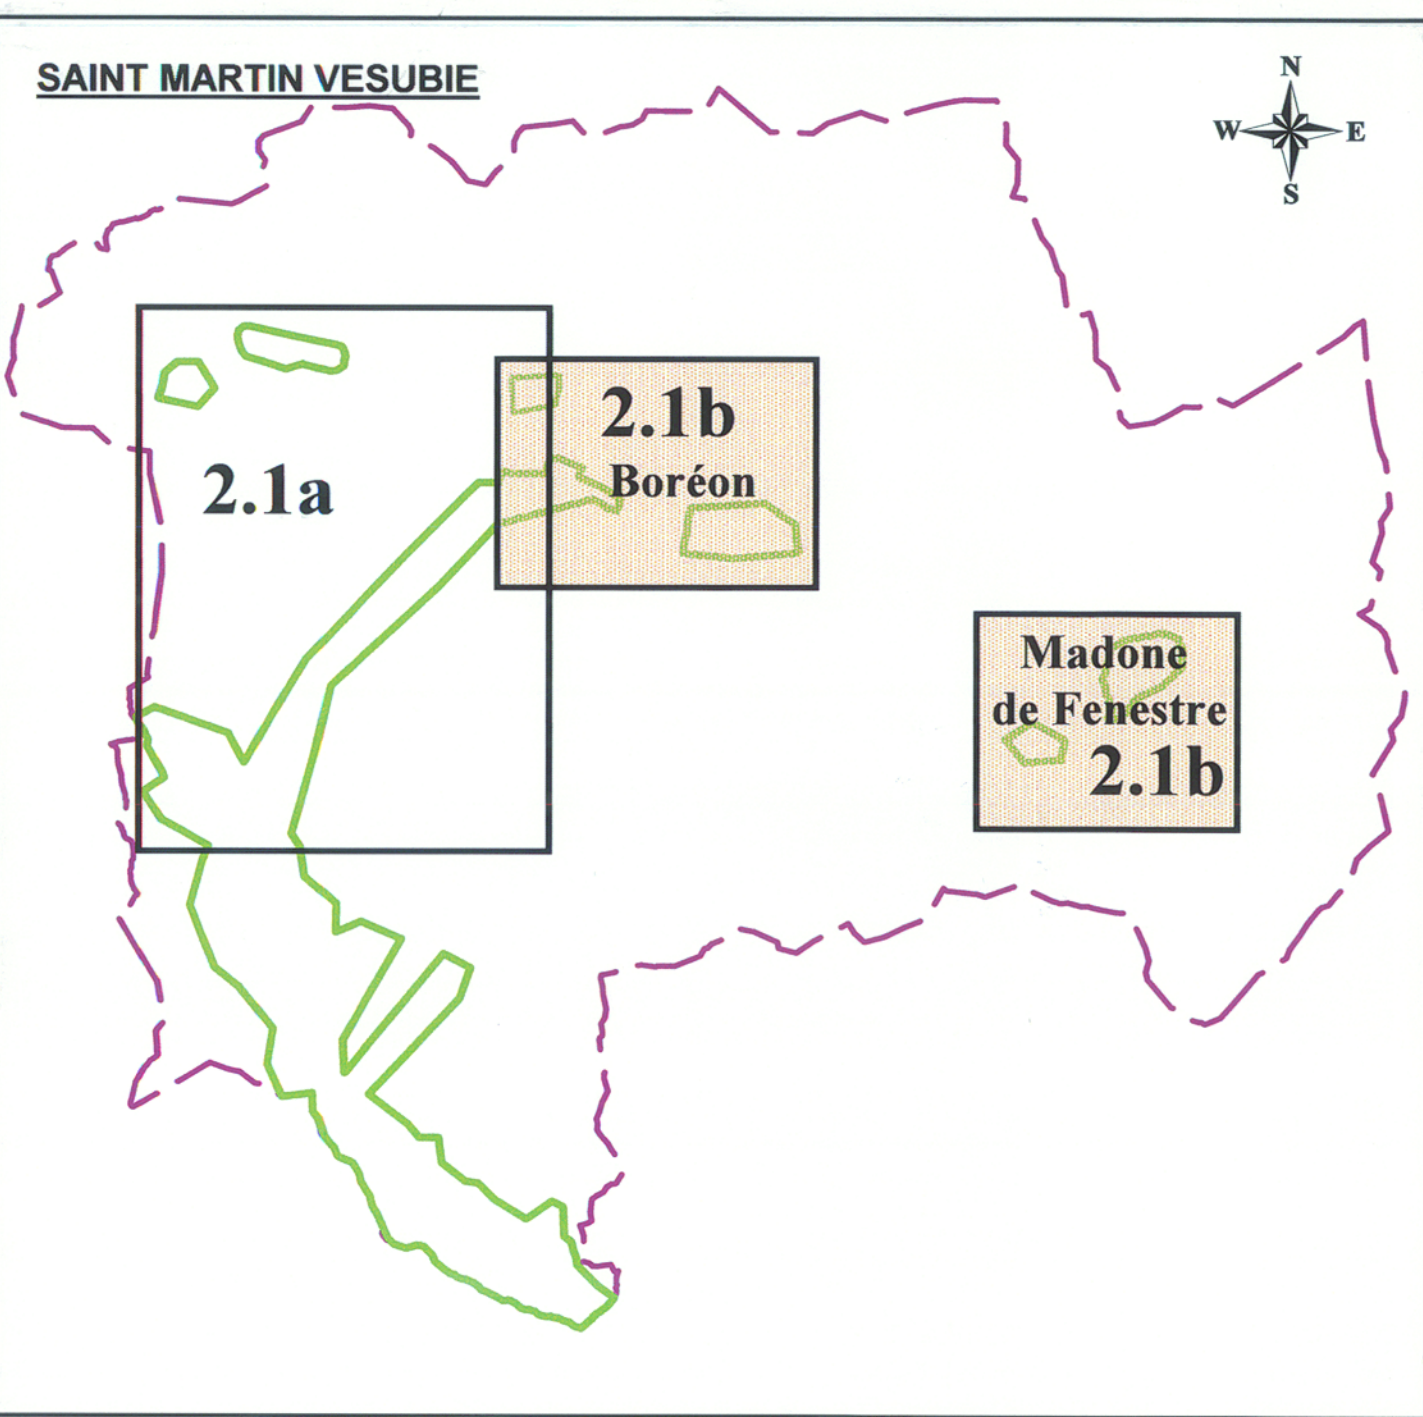 SAINT MARTIN VESUBIE
N
W E
S
2.1b
Boréon
2.1a
Madone
de Fenestre
2.1b